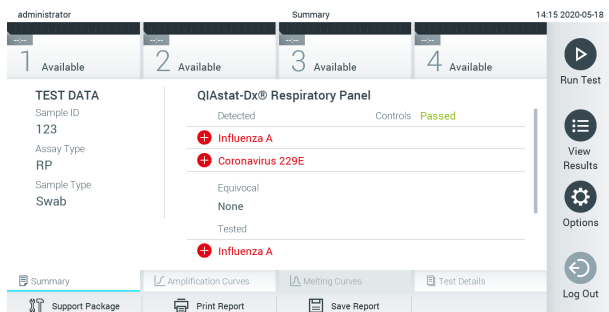 administrator Summary 14:15 2020-05-18
--:-- --:-- --:-- --:--
1 Available 2 Available 3 Available 4 Available
Run Test
TEST DATA
Sample ID
123
Assay Type
RP
Sample Type
Swab
QIAstat-Dx® Respiratory Panel
Detected Controls Passed
Influenza A
Coronavirus 229E
Equivocal
None
Tested
Influenza A
View
Results
Options
Log Out
Summary Amplification Curves Melting Curves Test Details
Support Package Print Report Save Report